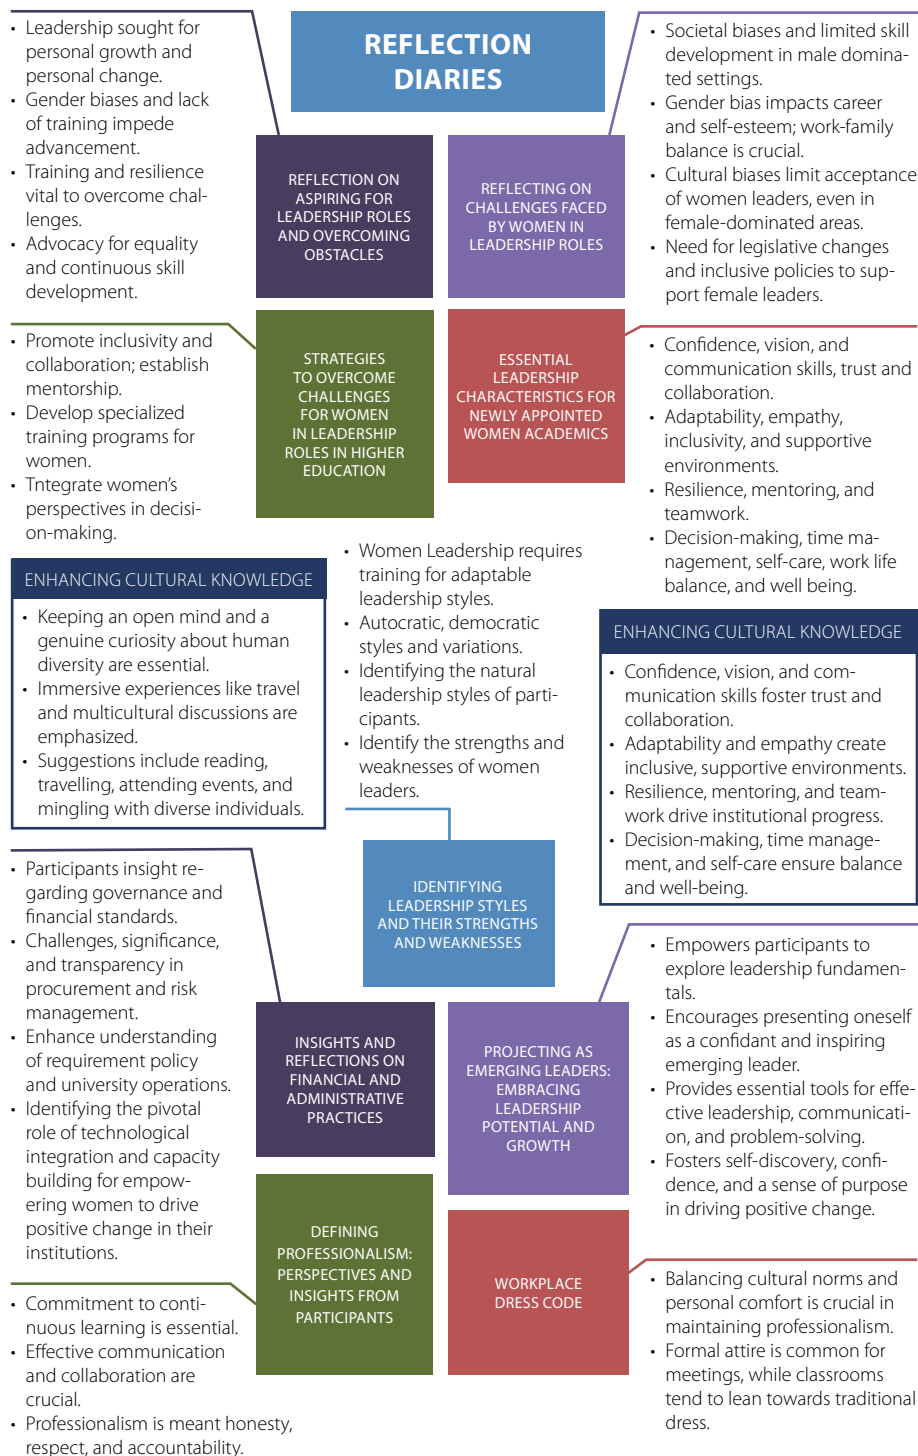 REFLECTION
DIARIES
• Leadership sought for
personal growth and
personal change.
• Gender biases and lack
of training impede
advancement.
• Training and resilience
vital to overcome chal-
lenges.
• Advocacy for equality
and continuous skill
development.
REFLECTION ON
ASPIRING FOR
LEADERSHIP ROLES
AND OVERCOMING
OBSTACLES
REFLECTING ON
CHALLENGES FACED
BY WOMEN IN
LEADERSHIP ROLES
• Societal biases and limited skill
development in male domina-
ted settings.
• Gender bias impacts career
and self-esteem; work-family
balance is crucial.
• Cultural biases limit acceptance
of women leaders, even in
female-dominated areas.
• Need for legislative changes
and inclusive policies to sup-
port female leaders.
• Promote inclusivity and
collaboration; establish
mentorship.
• Develop specialized
training programs for
women.
• Tntegrate women's
perspectives in decisi-
on-making.
STRATEGIES
TO OVERCOME
CHALLENGES
FOR WOMEN
IN LEADERSHIP
ROLES IN HIGHER
EDUCATION
ESSENTIAL
LEADERSHIP
CHARACTERISTICS FOR
NEWLY APPOINTED
WOMEN ACADEMICS
• Confidence, vision, and
communication skills, trust and
collaboration.
• Adaptability, empathy,
inclusivity, and supportive
environments.
• Resilience, mentoring, and
teamwork.
• Decision-making, time ma-
nagement, self-care, work life
balance, and well being.
ENHANCING CULTURAL KNOWLEDGE
• Keeping an open mind and a
genuine curiosity about human
diversity are essential.
• Immersive experiences like travel
and multicultural discussions are
emphasized.
• Suggestions include reading,
travelling, attending events, and
mingling with diverse individuals.
• Women Leadership requires
training for adaptable
leadership styles.
• Autocratic, democratic
styles and variations.
• Identifying the natural
leadership styles of parti-
cipants.
• Identify the strengths and
weaknesses of women
leaders.
ENHANCING CULTURAL KNOWLEDGE
• Confidence, vision, and com-
munication skills foster trust and
collaboration.
• Adaptability and empathy create
inclusive, supportive environments.
• Resilience, mentoring, and team-
work drive institutional progress.
• Decision-making, time manage-
ment, and self-care ensure balance
and well-being.
IDENTIFYING
LEADERSHIP STYLES
AND THEIR STRENGTHS
AND WEAKNESSES
• Participants insight re-
garding governance and
financial standards.
• Challenges, significance,
and transparency in
procurement and risk
management.
• Enhance understanding
of requirement policy
and university operations.
• Identifying the pivotal
role of technological
integration and capacity
building for empow-
ering women to drive
positive change in their
institutions.
INSIGHTS AND
REFLECTIONS ON
FINANCIAL AND
ADMINISTRATIVE
PRACTICES
PROJECTING AS
EMERGING LEADERS:
EMBRACING
LEADERSHIP
POTENTIAL AND
GROWTH
• Empowers participants to
explore leadership fundamen-
tals.
• Encourages presenting oneself
as a confidant and inspiring
emerging leader.
• Provides essential tools for effe-
ctive leadership, communicati-
on, and problem-solving.
• Fosters self-discovery, confi-
dence, and a sense of purpose
in driving positive change.
• Commitment to conti-
nuous learning is essential.
• Effective communication
and collaboration are
crucial.
• Professionalism is meant honesty,
respect, and accountability.
DEFINING
PROFESSIONALISM:
PERSPECTIVES AND
INSIGHTS FROM
PARTICIPANTS
WORKPLACE
DRESS CODE
• Balancing cultural norms and
personal comfort is crucial in
maintaining professionalism.
• Formal attire is common for
meetings, while classrooms
tend to lean towards traditional
dress.